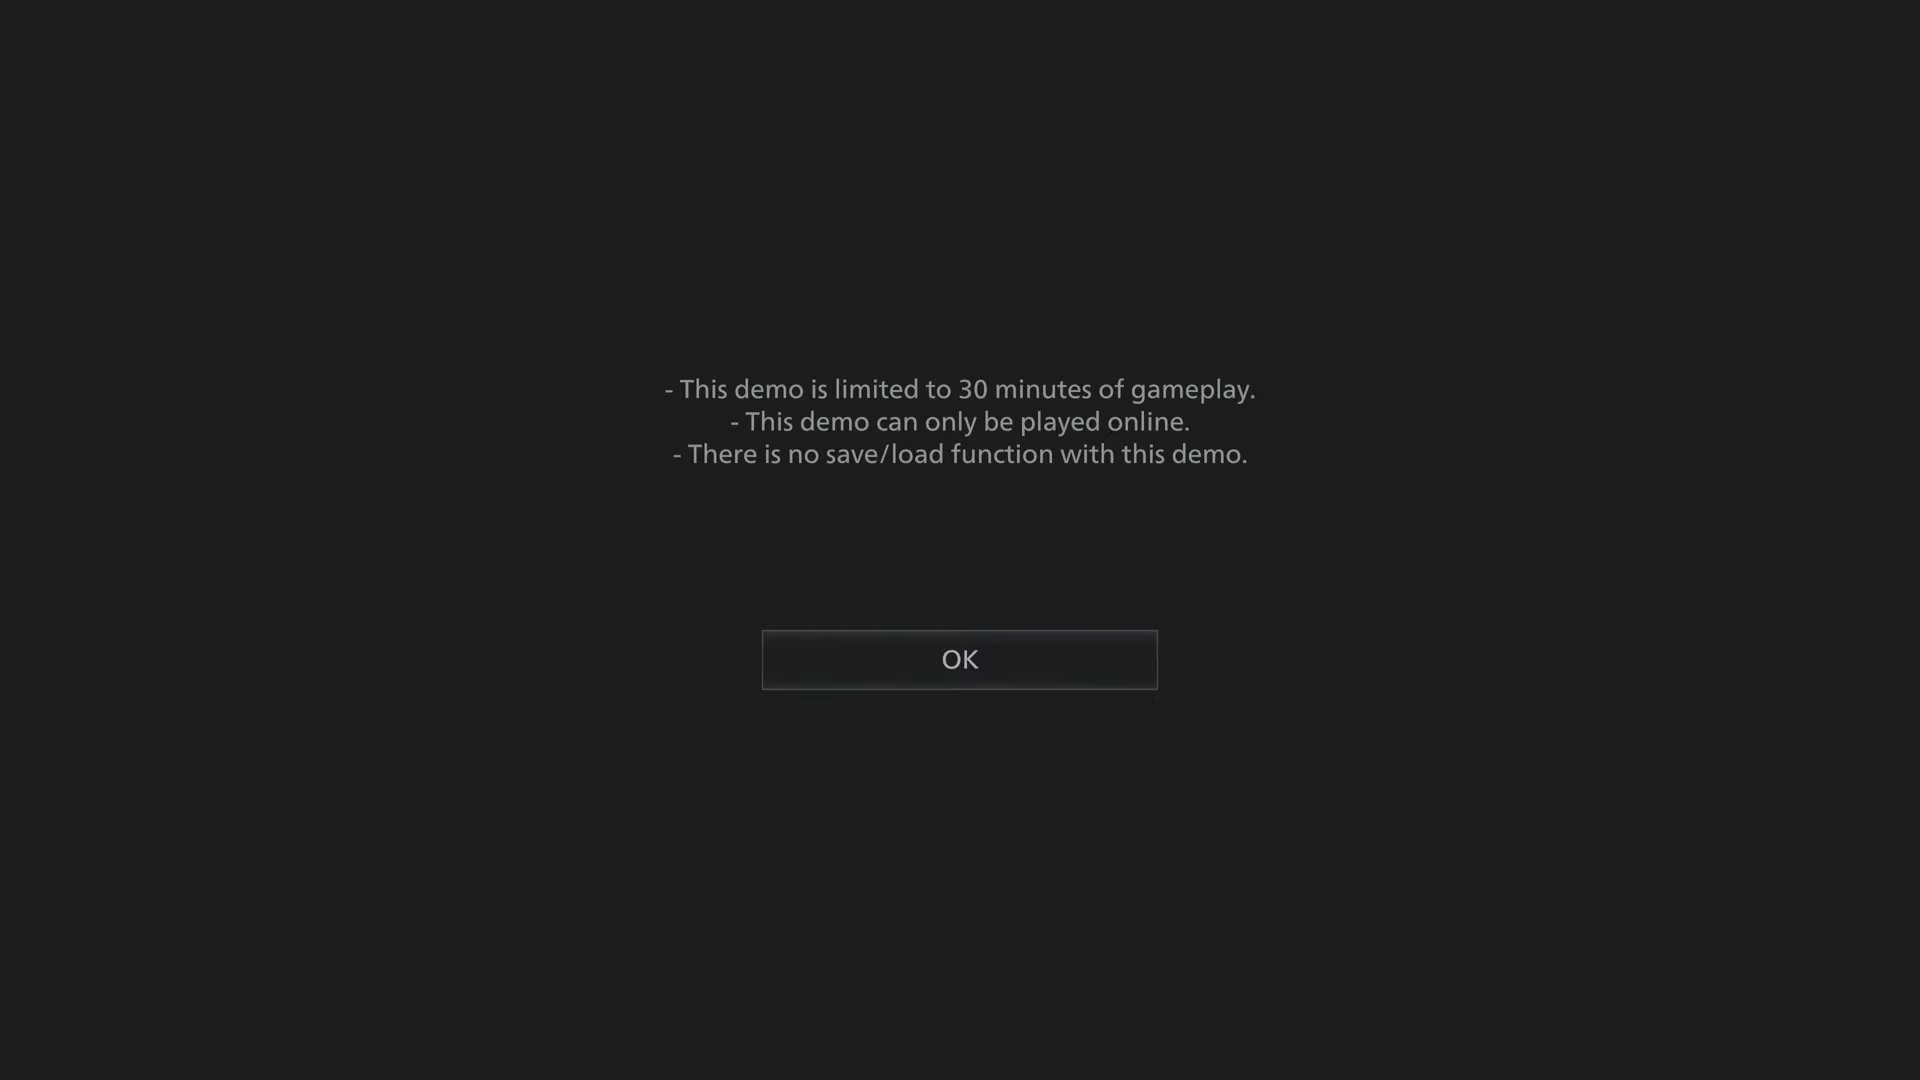 - This demo is limited to 30 minutes of gameplay.
- This demo can only be played online.
- There is no save/load function with this demo.
OK